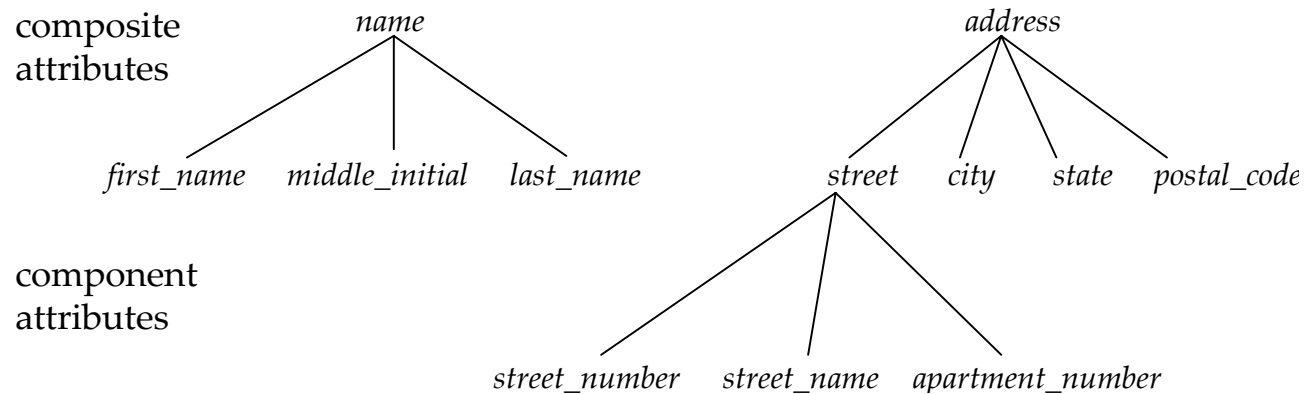 composite
attributes
name
address
first_name middle_initial last_name
street city state postal_code
component
attributes
street_number street_name apartment_number